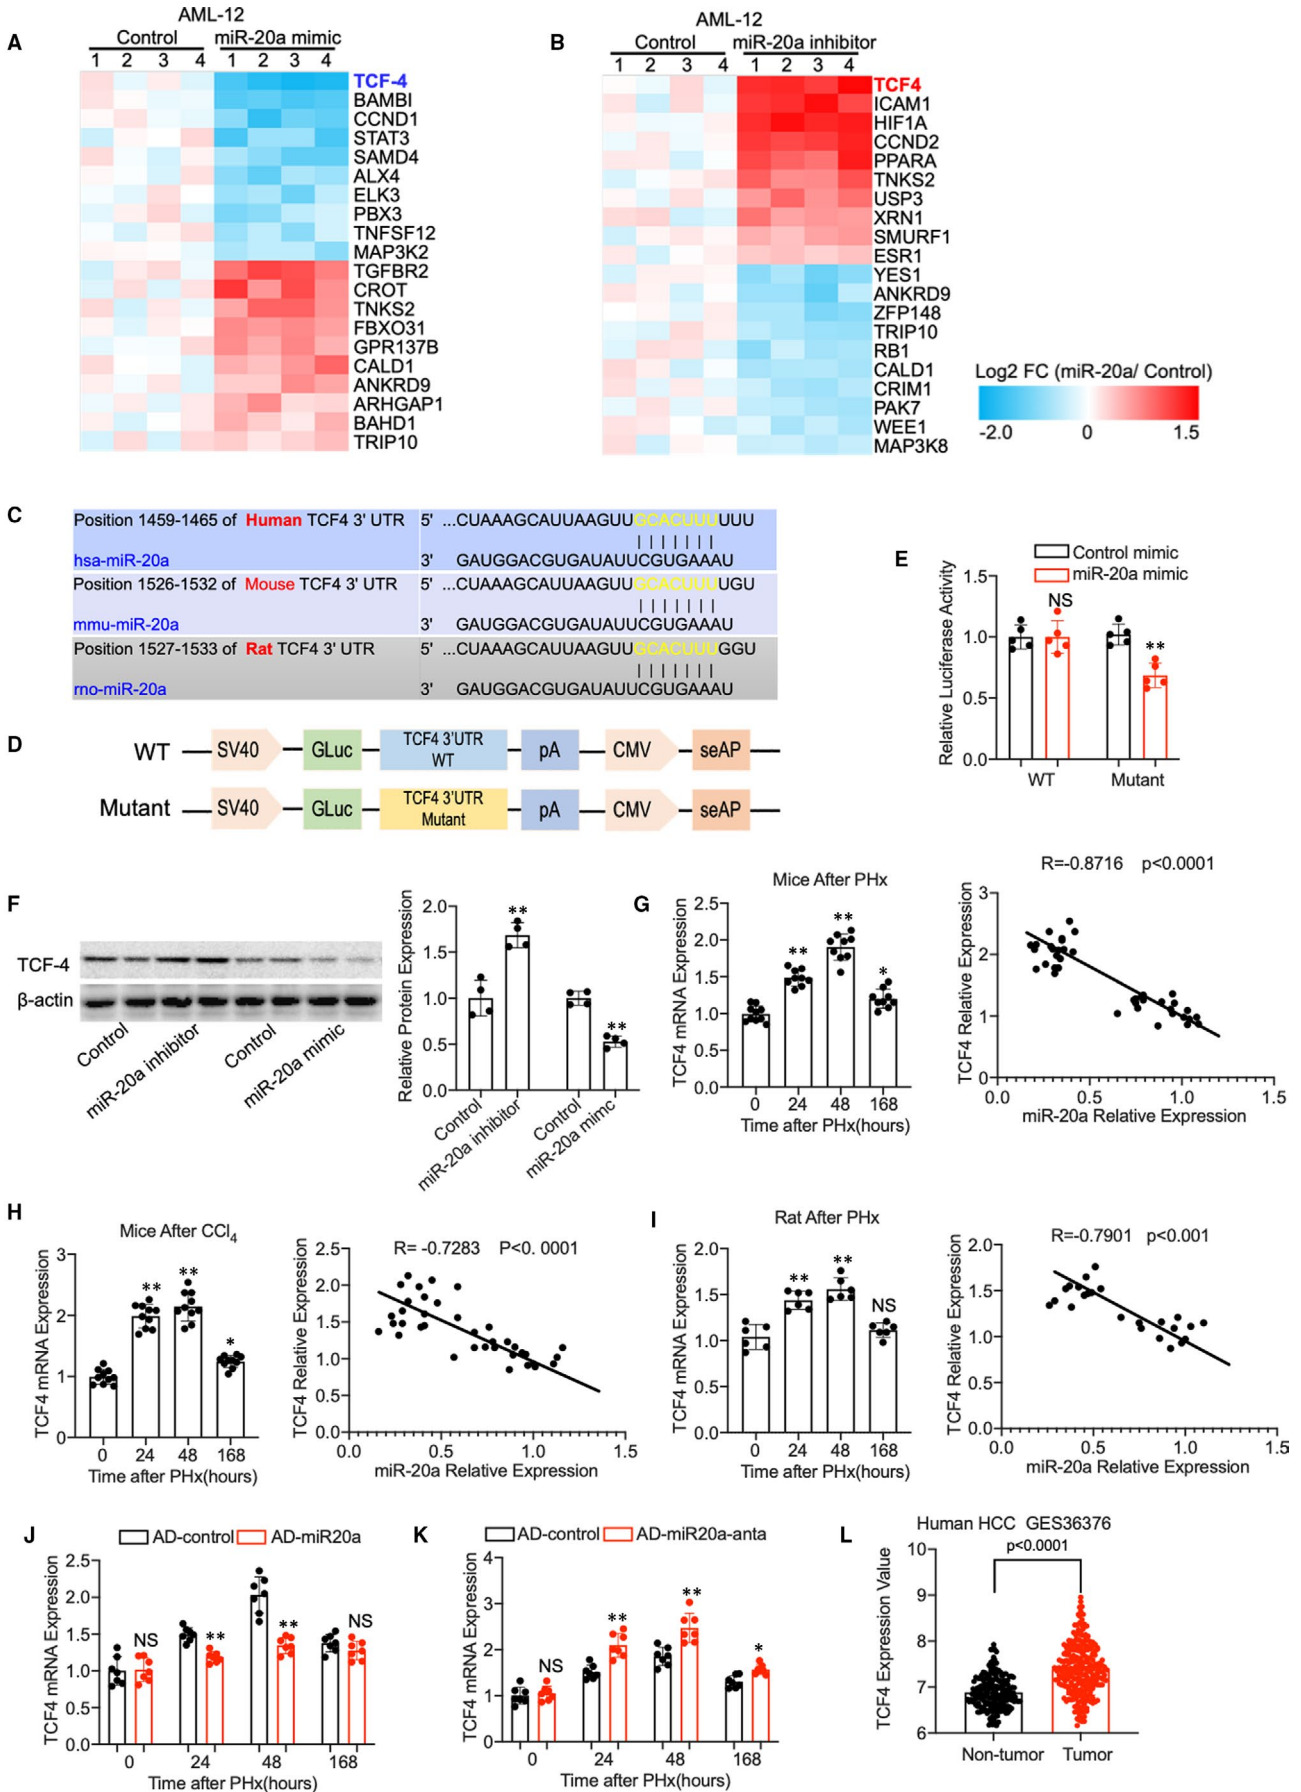 A
AML-12
Control miR-20a mimic
1 2 3 4 1 2 3 4
TCF-4
BAMBI
CCND1
STAT3
SAMD4
ALX4
ELK3
PBX3
TNFSF12
MAP3K2
TGFBR2
CROT
TNKS2
FBXO31
GPR137B
CALD1
ANKRD9
ARHGAP1
BAHD1
TRIP10
B
AML-12
Control miR-20a inhibitor
1 2 3 4 1 2 3 4
TCF4
ICAM1
HIF1A
CCND2
PPARA
TNKS2
USP3
XRN1
SMURF1
ESR1
YES1
ANKRD9
ZFP148
TRIP10
RB1
CALD1
CRIM1
PAK7
WEE1
MAP3K8
Log2 FC (miR-20a/ Control)
-2.0 0 1.5
C
Position 1459-1465 of Human TCF4 3' UTR 5' ...CUAAAGCAUUAAGUUGCACUUUUUU
hsa-miR-20a 3' GAUGGACGUGAUAUUCGUGAAAU
Position 1526-1532 of Mouse TCF4 3' UTR 5' ...CUAAAGCAUUAAGUUGCACUUUUGU
mmu-miR-20a 3' GAUGGACGUGAUAUUCGUGAAAU
Position 1527-1533 of Rat TCF4 3' UTR 5' ...CUAAAGCAUUAAGUUGCACUUUGGU
rno-miR-20a 3' GAUGGACGUGAUAUUCGUGAAAU
D
WT SV40 GLuc TCF4 3'UTR WT pA CMV seAP
Mutant SV40 GLuc TCF4 3'UTR Mutant pA CMV seAP
E
Control mimic
miR-20a mimic
Relative Luciferase Activity
1.5
1.0
0.5
0.0
NS
**
WT Mutant
F
TCF-4
β-actin
Control miR-20a inhibitor Control miR-20a mimic
Relative Protein Expression
2.0
1.5
1.0
0.5
0.0
**
**
Control miR-20a inhibitor Control miR-20a mimc
G
Mice After PHx
TCF4 mRNA Expression
2.5
2.0
1.5
1.0
0.5
0.0
** ** *
0 24 48 168
Time after PHx(hours)
R=-0.8716 p<0.0001
TCF4 Relative Expression
3
2
1
0
0.0 0.5 1.0 1.5
miR-20a Relative Expression
H
Mice After CCl4
TCF4 mRNA Expression
3
2
1
0
** ** *
0 24 48 168
Time after PHx(hours)
R= -0.7283 P<0. 0001
TCF4 Relative Expression
2.5
2.0
1.5
1.0
0.5
0.0
0.0 0.5 1.0 1.5
miR-20a Relative Expression
I
Rat After PHx
TCF4 mRNA Expression
2.0
1.5
1.0
0.5
0.0
** ** NS
0 24 48 168
Time after PHx(hours)
R=-0.7901 p<0.001
TCF4 Relative Expression
2.0
1.5
1.0
0.5
0.0
0.0 0.5 1.0 1.5
miR-20a Relative Expression
J
AD-control AD-miR20a
TCF4 mRNA Expression
2.5
2.0
1.5
1.0
0.5
0.0
NS ** ** NS
0 24 48 168
Time after PHx(hours)
K
AD-control AD-miR20a-anta
TCF4 mRNA Expression
4
3
2
1
0
NS ** ** *
0 24 48 168
Time after PHx(hours)
L
Human HCC GES36376
p<0.0001
TCF4 Expression Value
10
9
8
7
6
Non-tumor Tumor